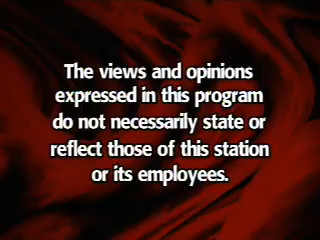 The views and opinions
expressed in this program
do not necessarily state or
reflect those of this station
or its employees.